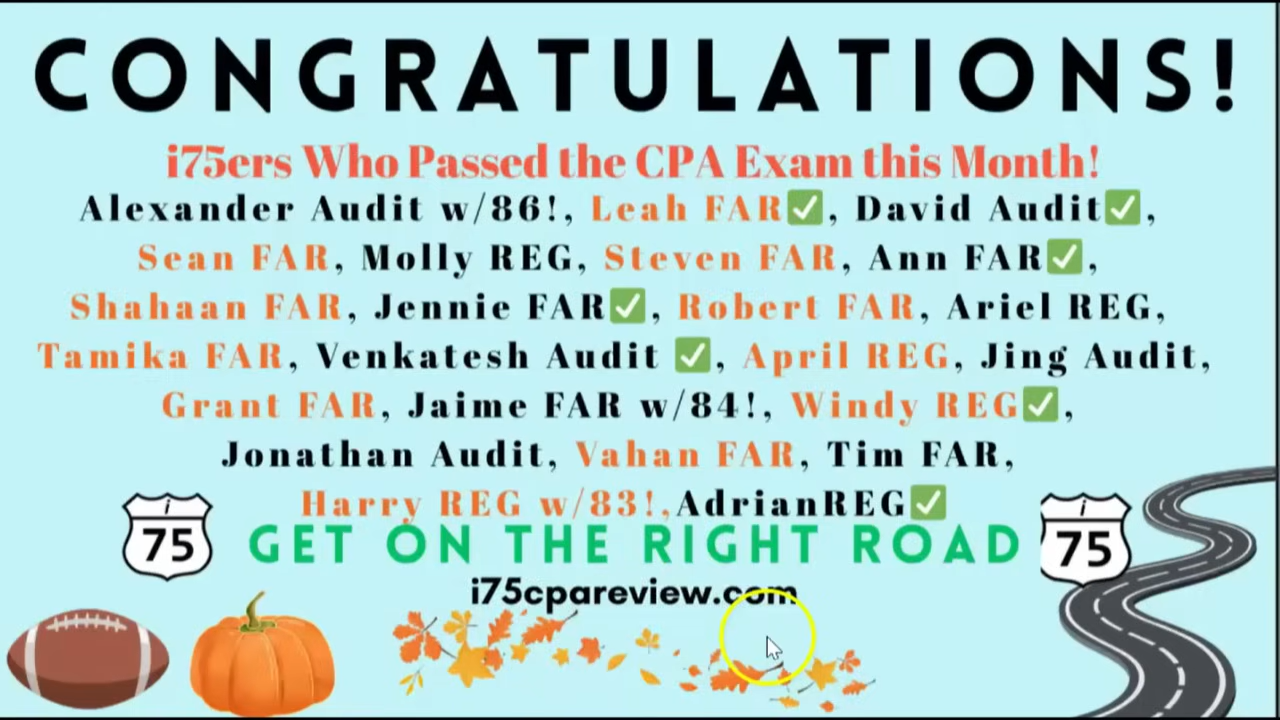 CONGRATULATIONS!
i75ers Who Passed the CPA Exam this Month!
Alexander Audit w/86!, Leah FAR✅, David Audit✅,
Sean FAR, Molly REG, Steven FAR, Ann FAR✅,
Shahaan FAR, Jennie FAR✅, Robert FAR, Ariel REG,
Tamika FAR, Venkatesh Audit ✅, April REG, Jing Audit,
Grant FAR, Jaime FAR w/84!, Windy REG✅,
Jonathan Audit, Vahan FAR, Tim FAR,
Harry REG w/83!,AdrianREG✅
i
75
GET ON THE RIGHT ROAD
i
75
i75cpareview.com